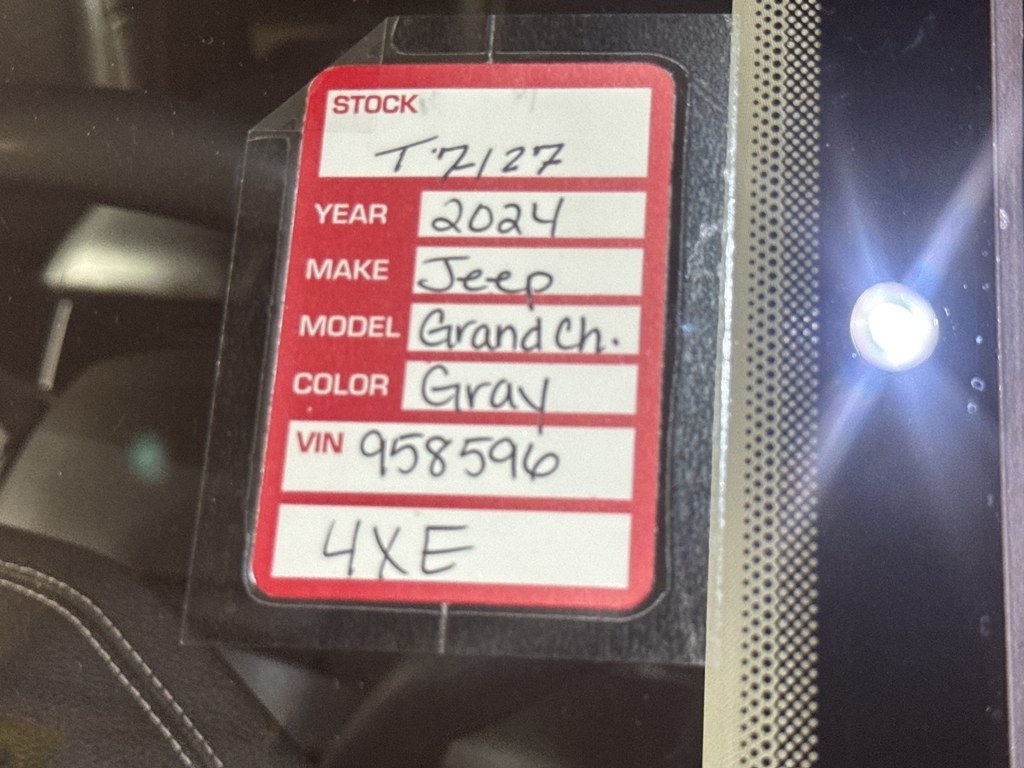 STOCK
T7127
YEAR 2024
MAKE Jeep
MODEL Grand Ch.
COLOR Gray
VIN 958596
4XE